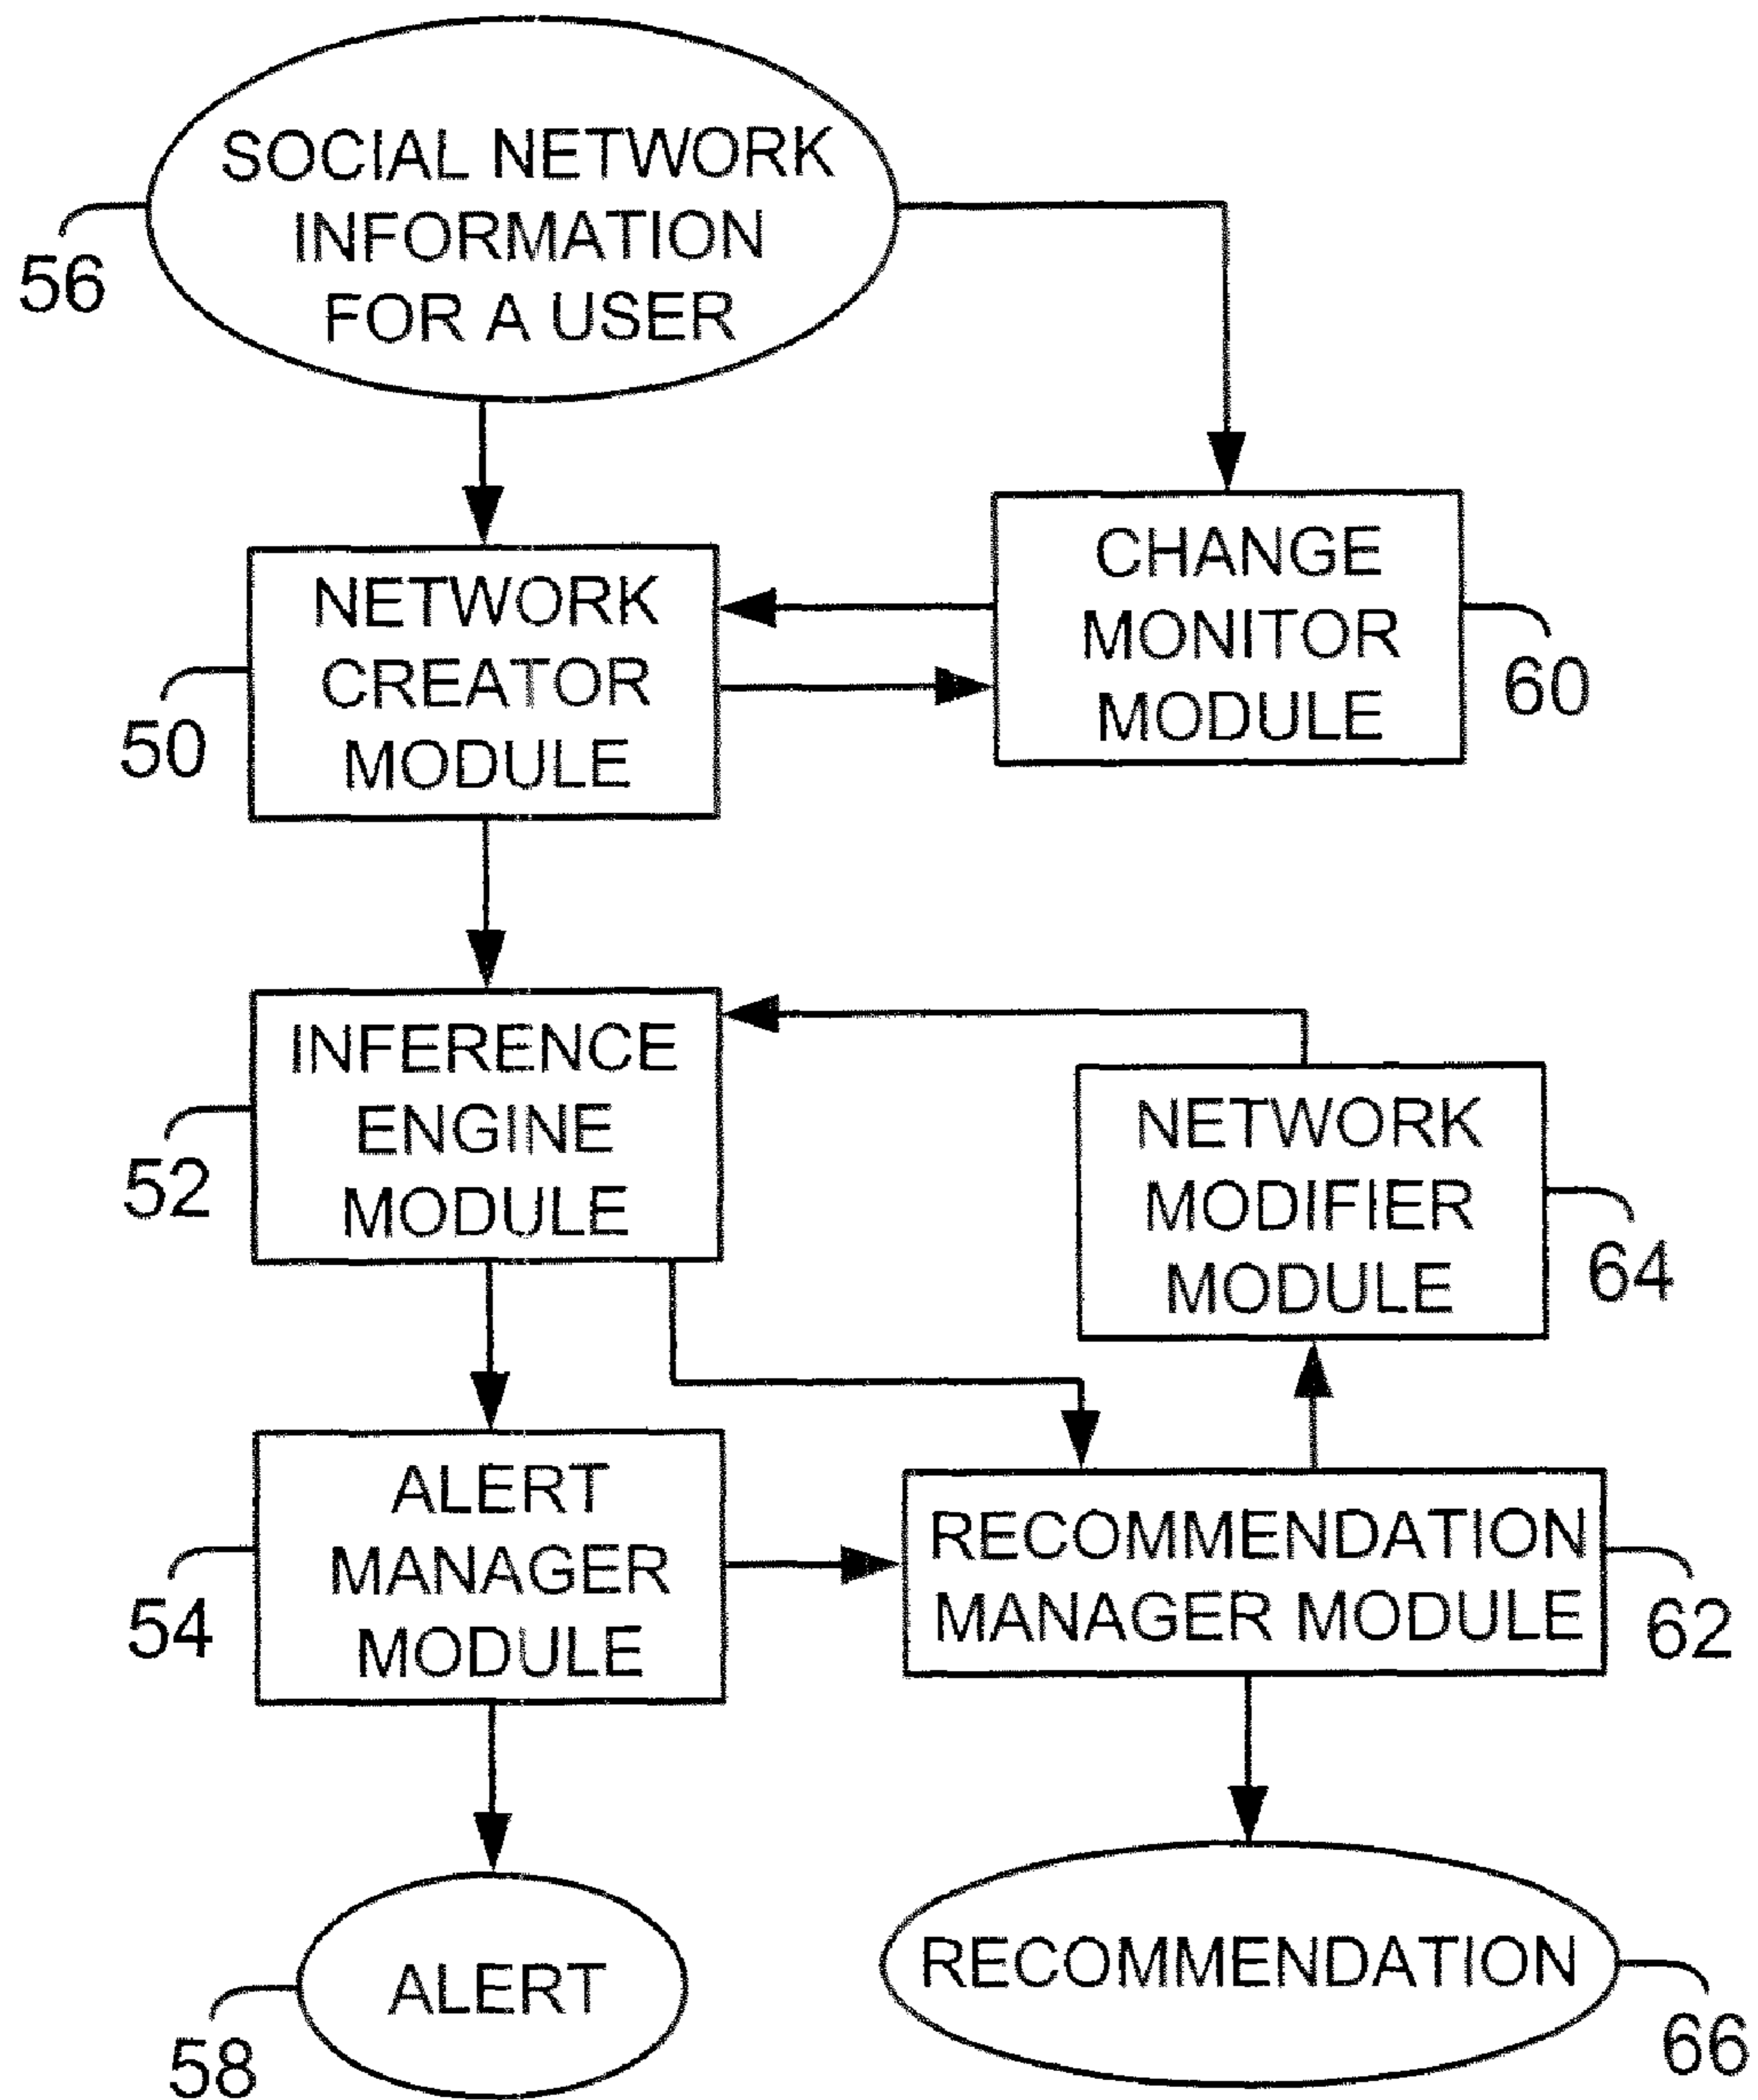 SOCIAL NETWORK
INFORMATION
FOR A USER
56
CHANGE
MONITOR
MODULE
60
NETWORK
CREATOR
MODULE
50
INFERENCE
ENGINE
MODULE
52
NETWORK
MODIFIER
MODULE
64
ALERT
MANAGER
MODULE
54
RECOMMENDATION
MANAGER MODULE
62
ALERT
58
RECOMMENDATION
66